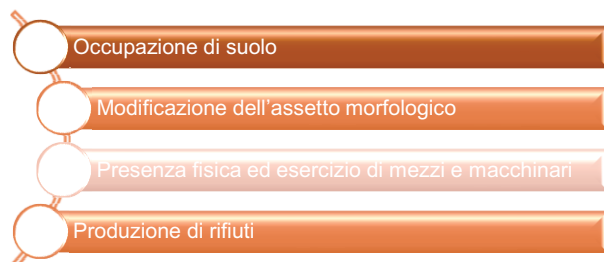 Occupazione di suolo
Modificazione dell'assetto morfologico
Presenza fisica ed esercizio di mezzi e macchinari
Produzione di rifiuti